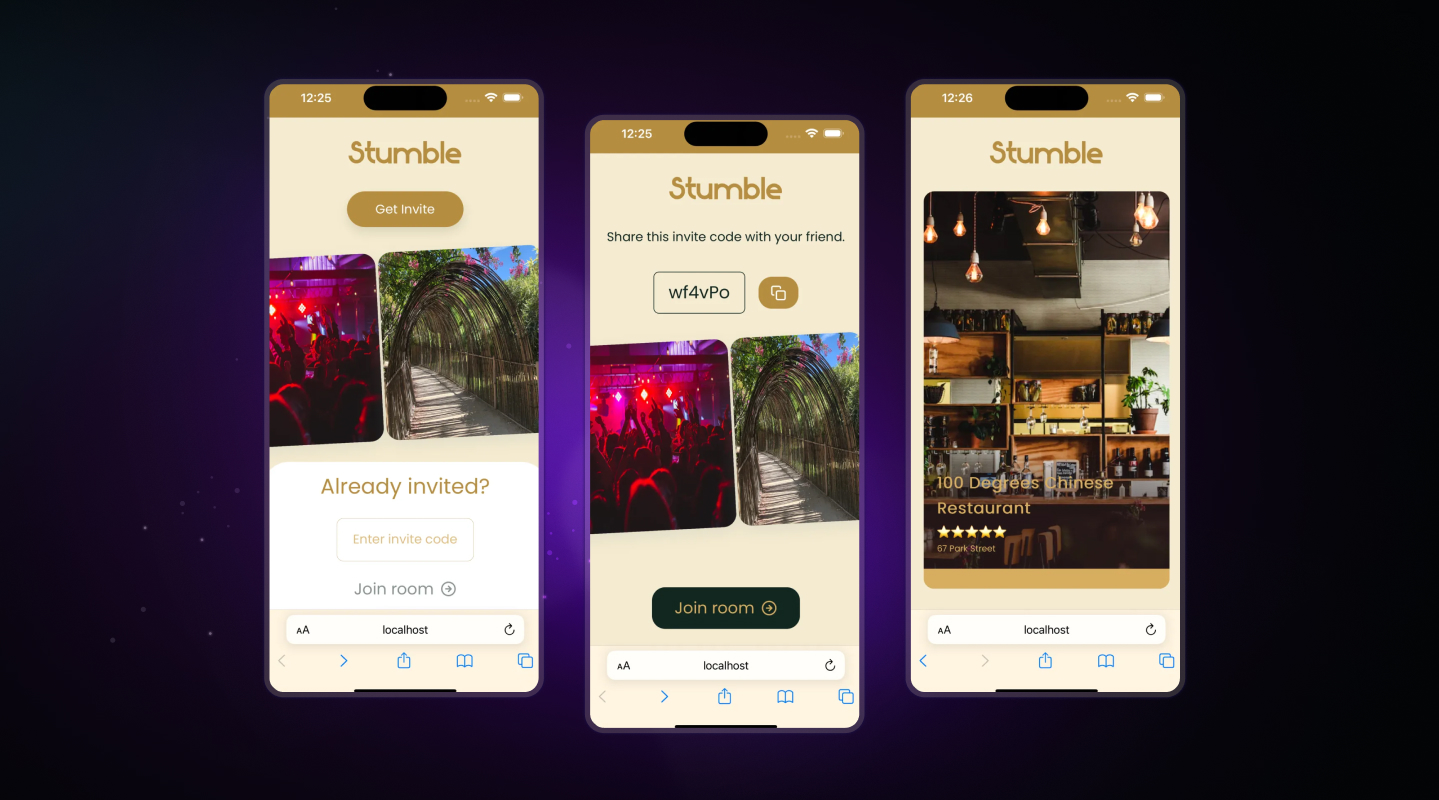 12:25
Stumble
Get Invite
Already invited?
Enter invite code
Join room
AA
localhost
12:25
Stumble
Share this invite code with your friend.
wf4vPo
Join room
AA
localhost
12:26
Stumble
100 Degrees Chinese
Restaurant
67 Park Street
AA
localhost